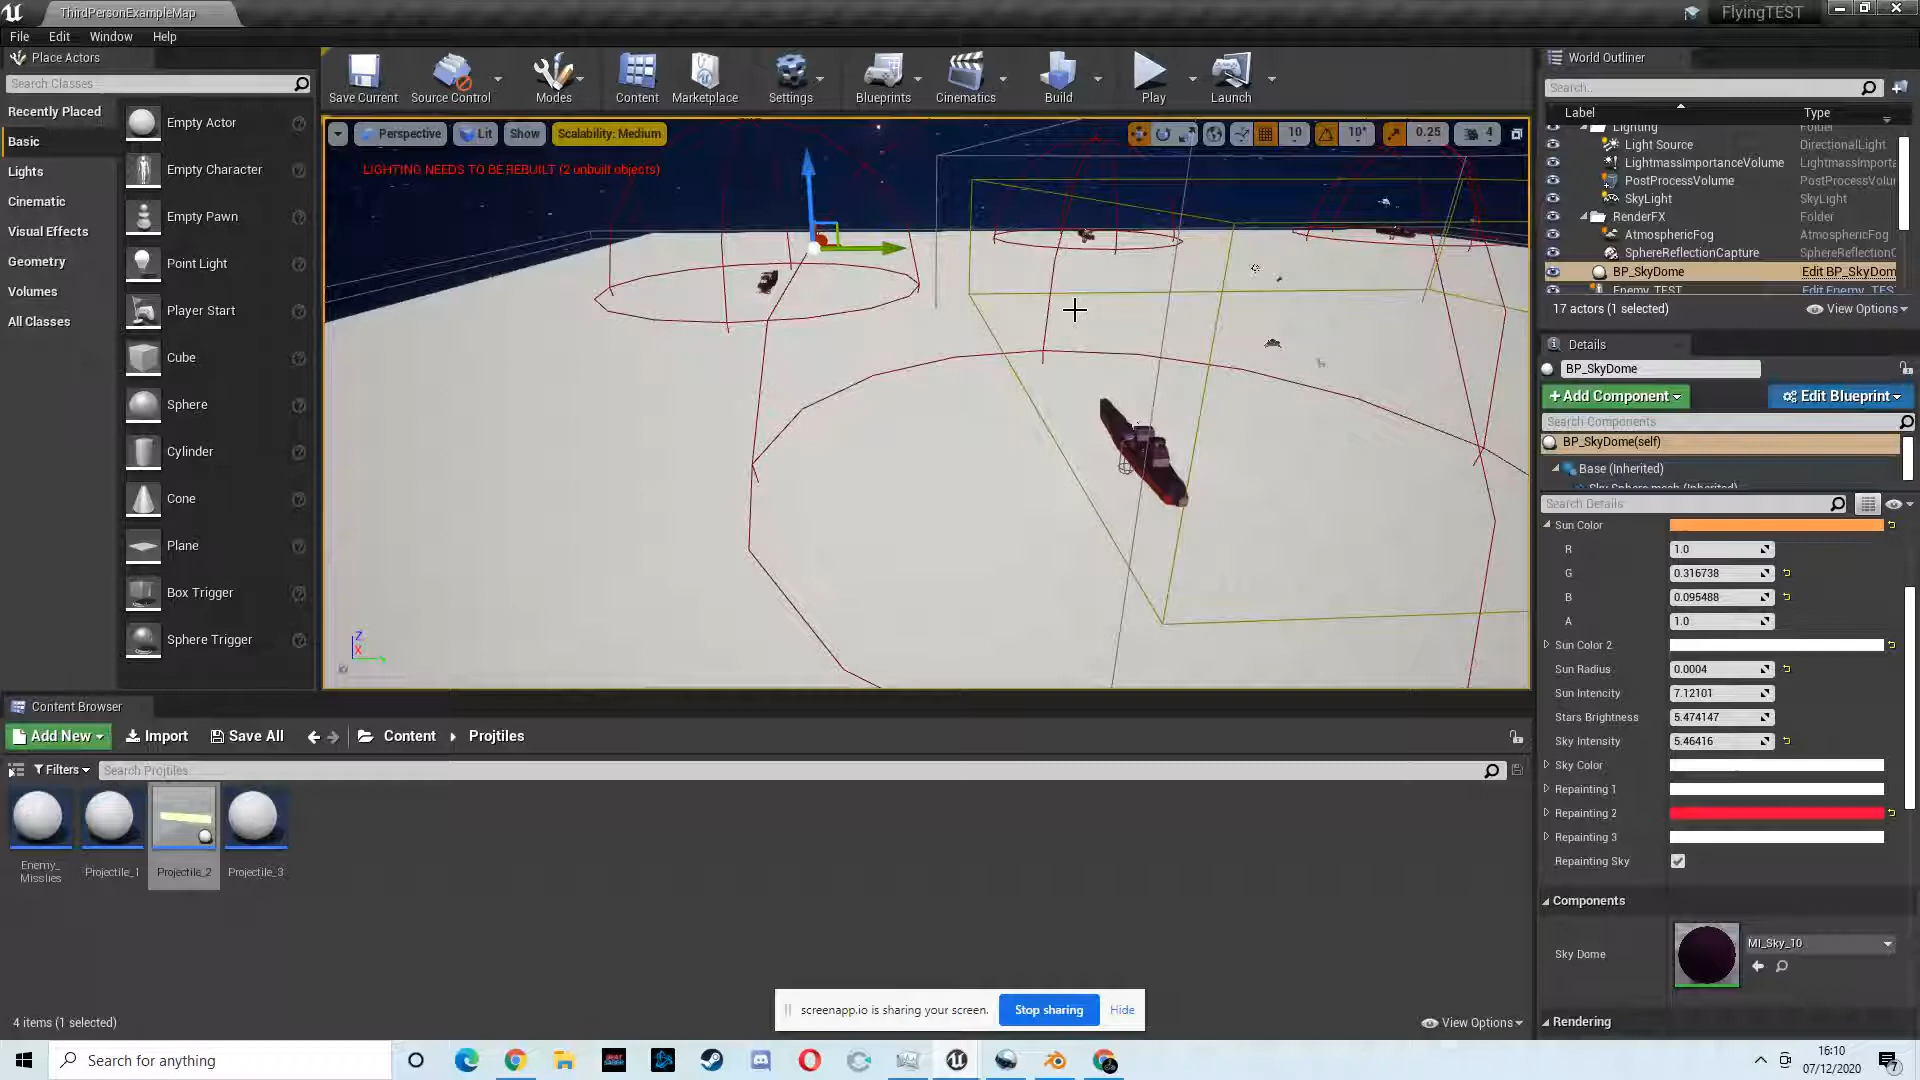 ThirdPersonExampleMap
FlyingTEST
File Edit Window Help
Place Actors
Search Classes
Recently Placed
Basic
Lights
Cinematic
Visual Effects
Geometry
Volumes
All Classes
Empty Actor
Empty Character
Empty Pawn
Point Light
Player Start
Cube
Sphere
Cylinder
Cone
Plane
Box Trigger
Sphere Trigger
Save Current
Source Control
Modes
Content
Marketplace
Settings
Blueprints
Cinematics
Build
Play
Launch
Perspective Lit Show Scalability: Medium
10 10° 0.25 4
LIGHTING NEEDS TO BE REBUILT (2 unbuilt objects)
Z
X
World Outliner
Search...
Label Type
Lighting Folder
Light Source DirectionalLight
LightmassImportanceVolume LightmassImporta
PostProcessVolume PostProcessVolu
SkyLight SkyLight
RenderFX Folder
AtmosphericFog AtmosphericFog
SphereReflectionCapture SphereReflectionC
BP_SkyDome Edit BP_SkyDom
Enemy_TEST Edit Enemy_TES
17 actors (1 selected) View Options
Details
BP_SkyDome
+Add Component Edit Blueprint
Search Components
BP_SkyDome(self)
Base (Inherited)
Sky Sphere mesh (Inherited)
Search Details
Sun Color
R 1.0
G 0.316738
B 0.095488
A 1.0
Sun Color 2
Sun Radius 0.0004
Sun Intencity 7.12101
Stars Brightness 5.474147
Sky Intensity 5.46416
Sky Color
Repainting 1
Repainting 2
Repainting 3
Repainting Sky
Components
Sky Dome MI_Sky_10
Rendering
Content Browser
Add New Import Save All Content Projtiles
Filters Search Projtiles
Enemy_
Misslies
Projectile_1
Projectile_2
Projectile_3
4 items (1 selected) View Options
screenapp.io is sharing your screen. Stop sharing Hide
Search for anything
16:10
07/12/2020
7